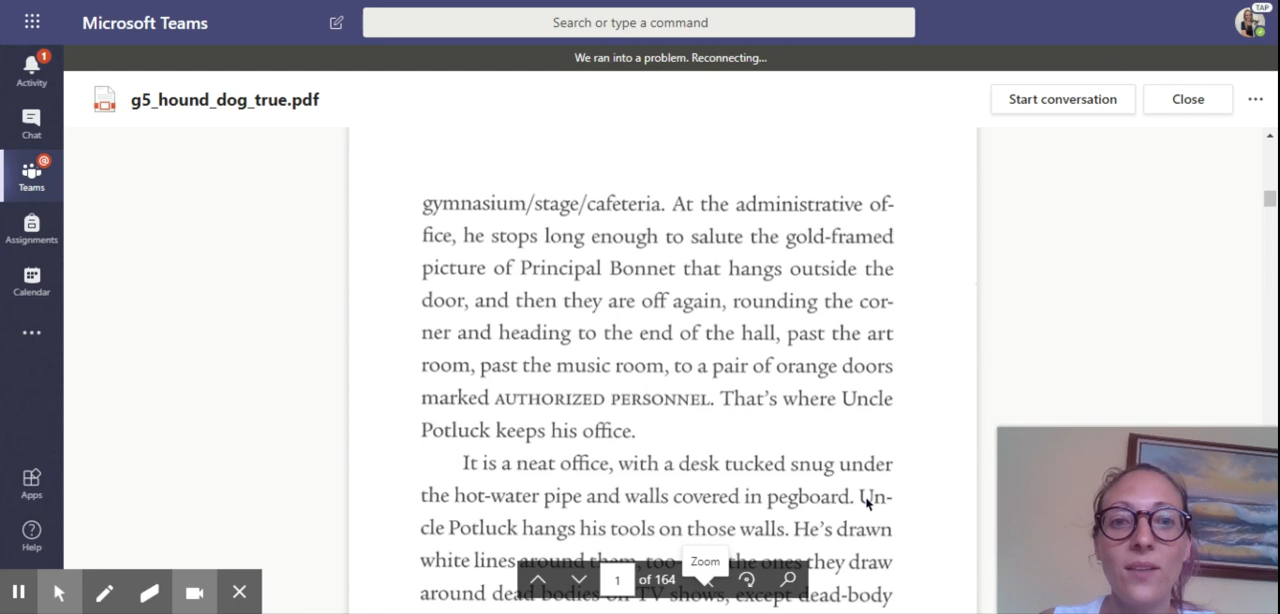 Microsoft Teams
Search or type a command
TAP
We ran into a problem. Reconnecting...
1
Activity
g5_hound_dog_true.pdf
Start conversation
Close
Chat
@
Teams
Assignments
Calendar
Apps
Help
gymnasium/stage/cafeteria. At the administrative of-
fice, he stops long enough to salute the gold-framed
picture of Principal Bonnet that hangs outside the
door, and then they are off again, rounding the cor-
ner and heading to the end of the hall, past the art
room, past the music room, to a pair of orange doors
marked AUTHORIZED PERSONNEL. That's where Uncle
Potluck keeps his office.
It is a neat office, with a desk tucked snug under
the hot-water pipe and walls covered in pegboard. Un-
cle Potluck hangs his tools on those walls. He's drawn
white lines around them, too the ones they draw
around dead bodies on TV shows, except dead-body
Zoom
1 of 164